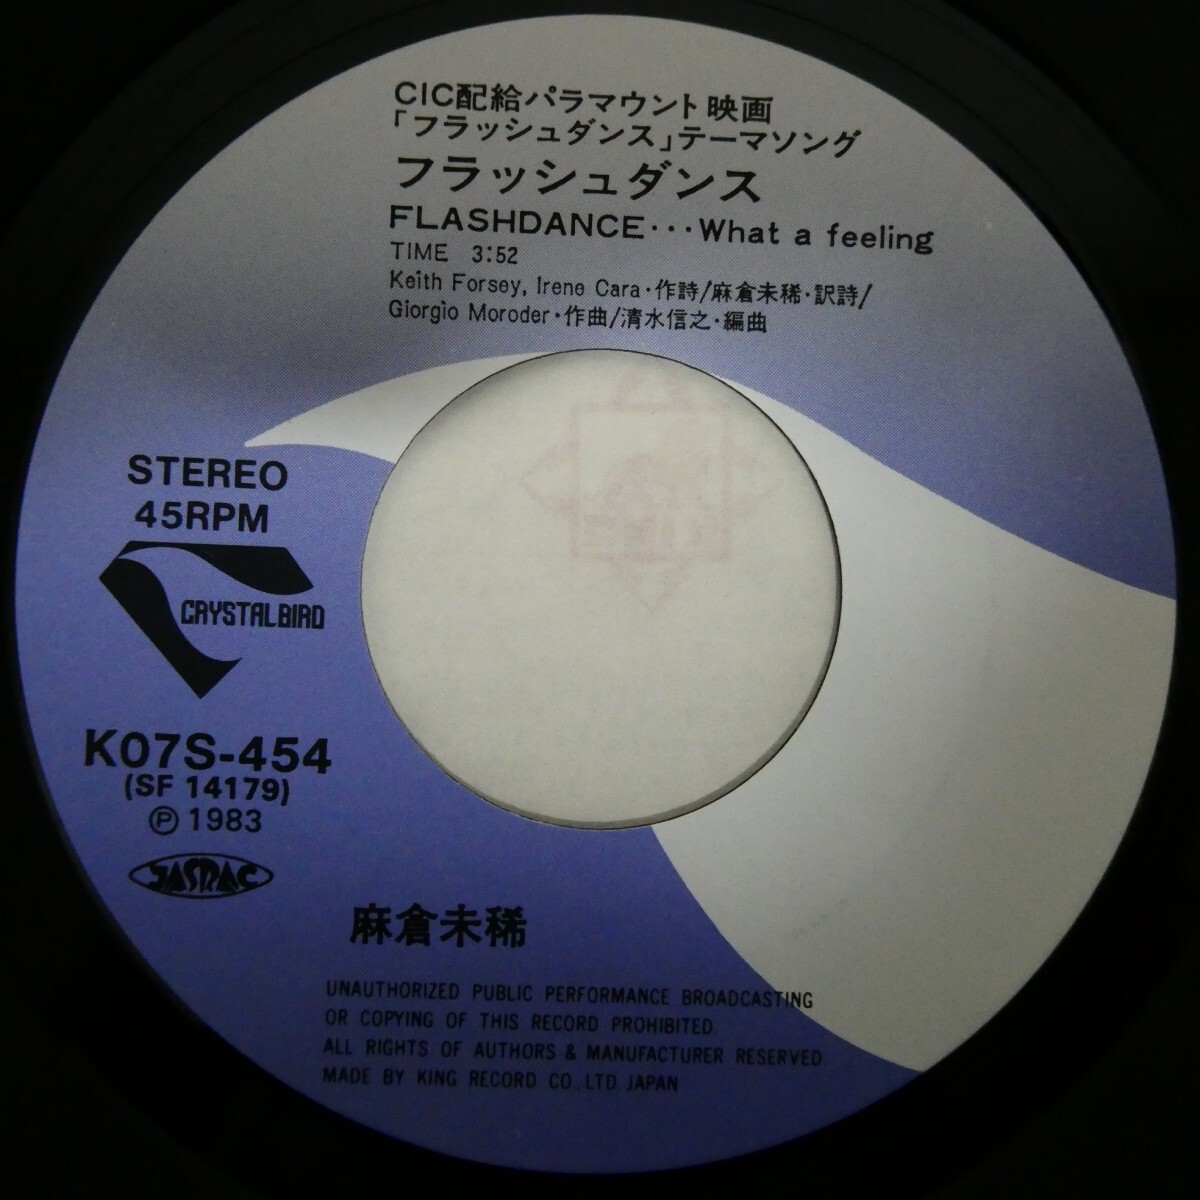 CIC配給パラマウント映画
「フラッシュダンス」テーマソング
フラッシュダンス
FLASHDANCE･･･What a feeling
TIME 3:52
Keith Forsey, Irene Cara･作詩/麻倉未稀･訳詩/
Giorgio Moroder･作曲/清水信之･編曲
STEREO
45RPM
CRYSTAL BIRD
K07S-454
(SF 14179)
Ⓟ 1983
JASRAC
麻倉未稀
UNAUTHORIZED PUBLIC PERFORMANCE BROADCASTING
OR COPYING OF THIS RECORD PROHIBITED.
ALL RIGHTS OF AUTHORS & MANUFACTURER RESERVED.
MADE BY KING RECORD CO., LTD. JAPAN